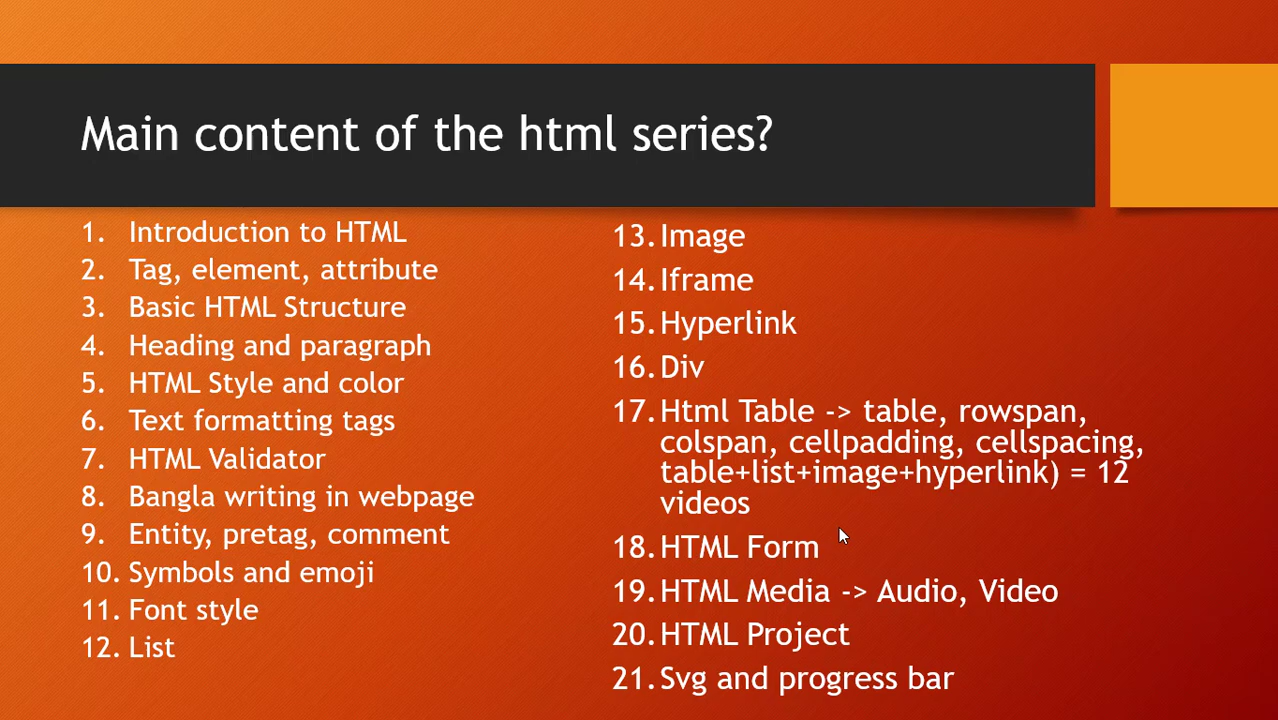 Main content of the html series?
1. Introduction to HTML
2. Tag, element, attribute
3. Basic HTML Structure
4. Heading and paragraph
5. HTML Style and color
6. Text formatting tags
7. HTML Validator
8. Bangla writing in webpage
9. Entity, pretag, comment
10. Symbols and emoji
11. Font style
12. List
13. Image
14. Iframe
15. Hyperlink
16. Div
17. Html Table -> table, rowspan,
colspan, cellpadding, cellspacing,
table+list+image+hyperlink) = 12
videos
18. HTML Form
19. HTML Media -> Audio, Video
20. HTML Project
21. Svg and progress bar